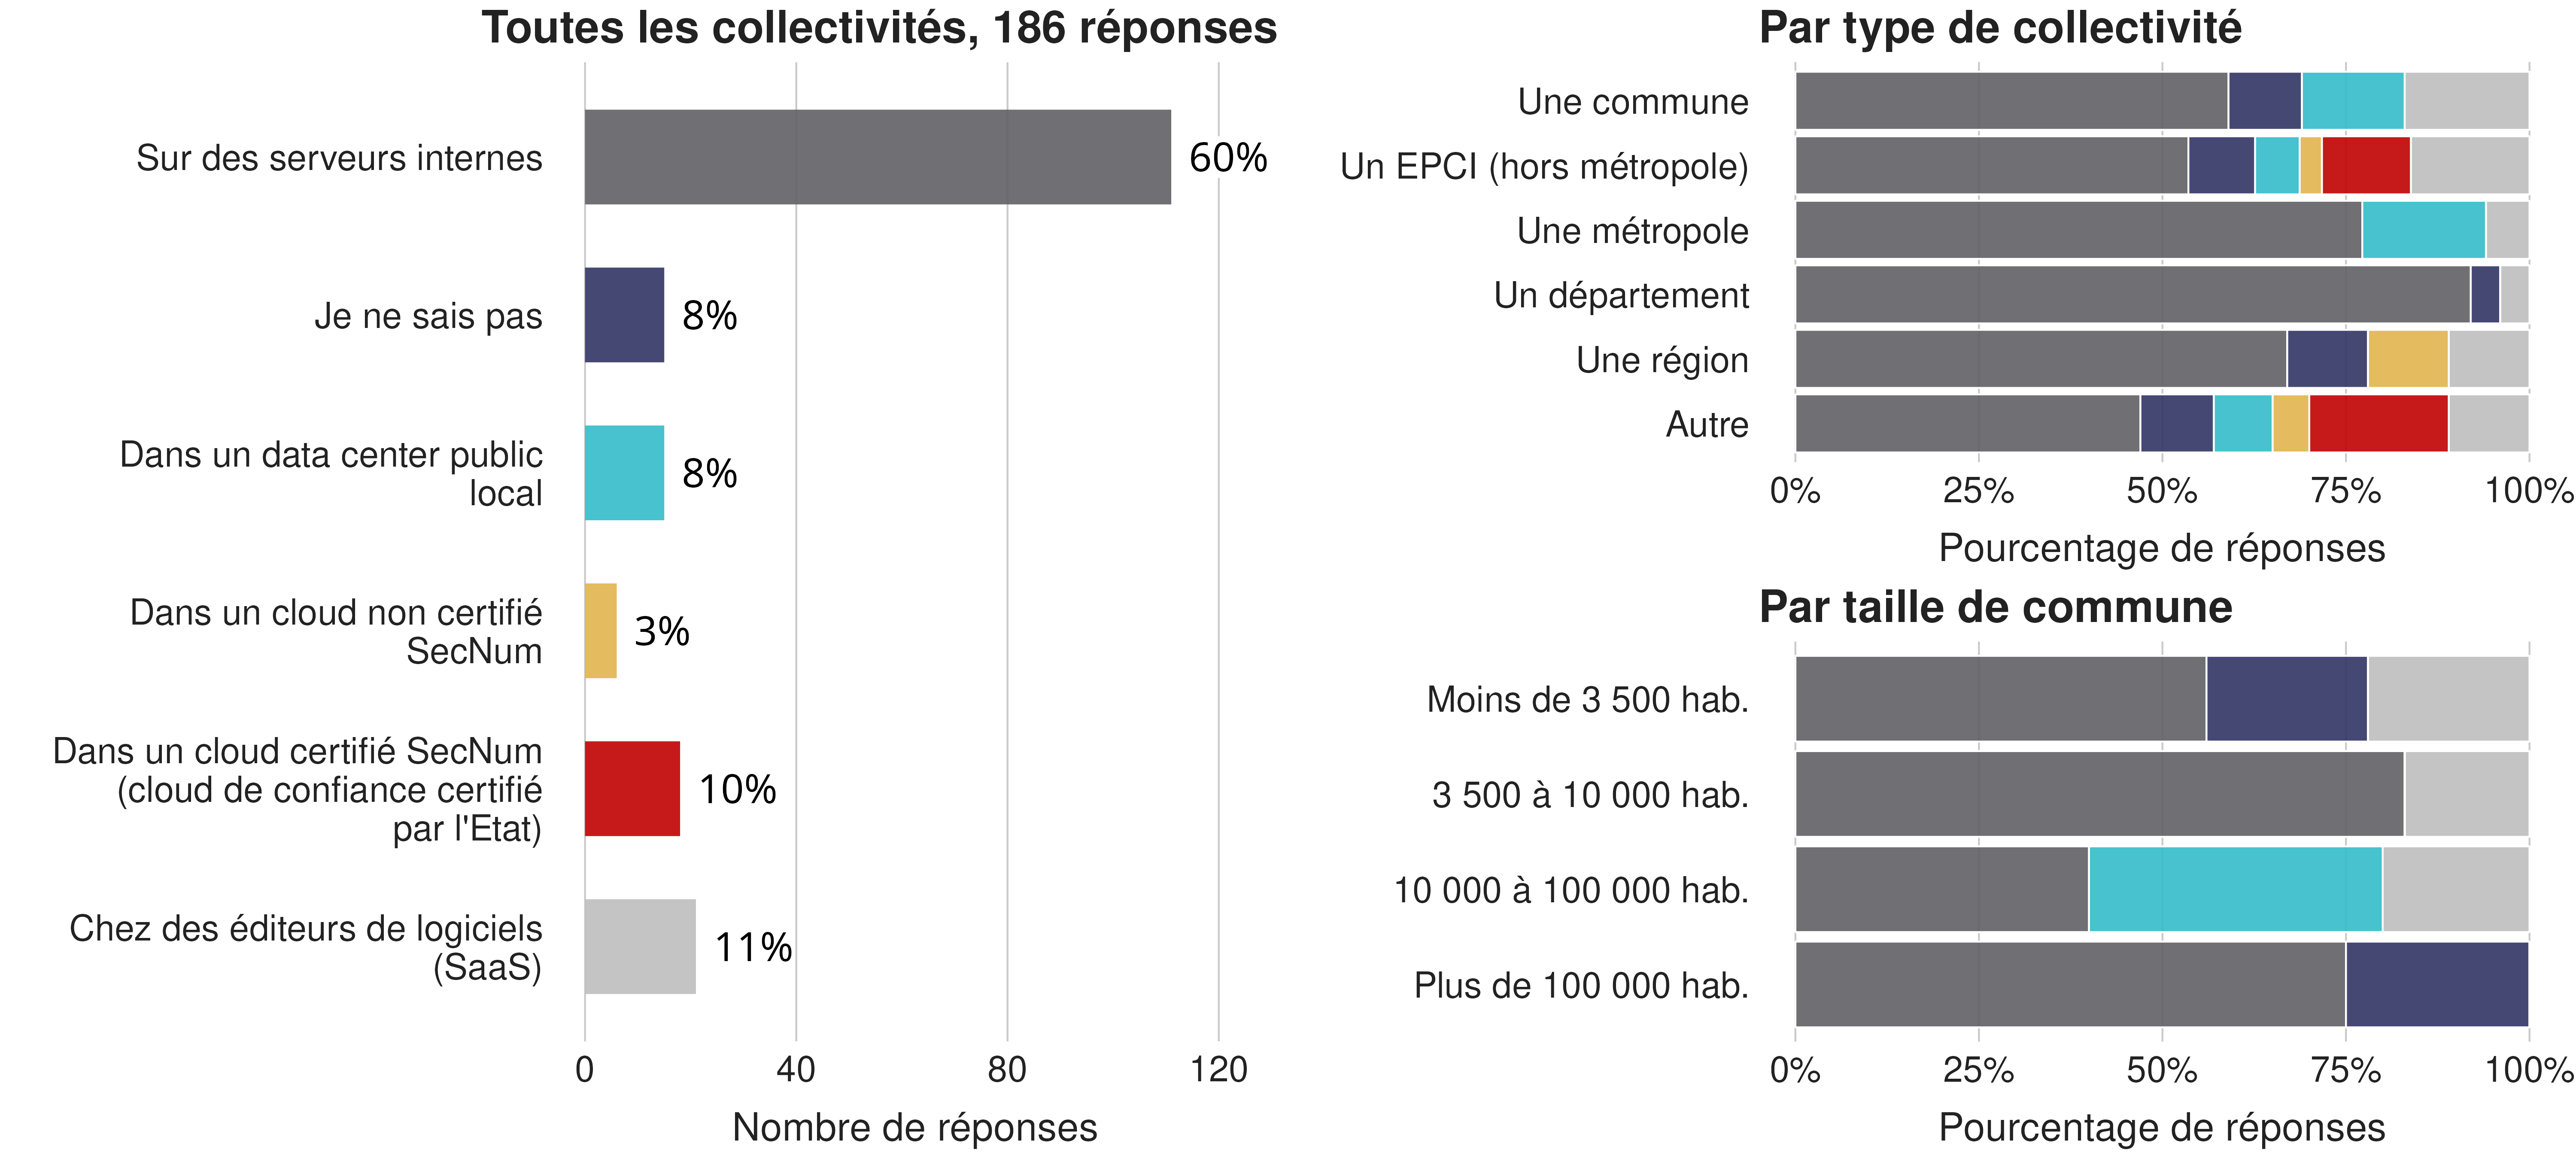 Toutes les collectivités, 186 réponses
Sur des serveurs internes
60%
Je ne sais pas
8%
Dans un data center public
local
8%
Dans un cloud non certifié
SecNum
3%
Dans un cloud certifié SecNum
(cloud de confiance certifié
par l'Etat)
10%
Chez des éditeurs de logiciels
(SaaS)
11%
0 40 80 120
Nombre de réponses
Par type de collectivité
Une commune
Un EPCI (hors métropole)
Une métropole
Un département
Une région
Autre
0% 25% 50% 75% 100%
Pourcentage de réponses
Par taille de commune
Moins de 3 500 hab.
3 500 à 10 000 hab.
10 000 à 100 000 hab.
Plus de 100 000 hab.
0% 25% 50% 75% 100%
Pourcentage de réponses